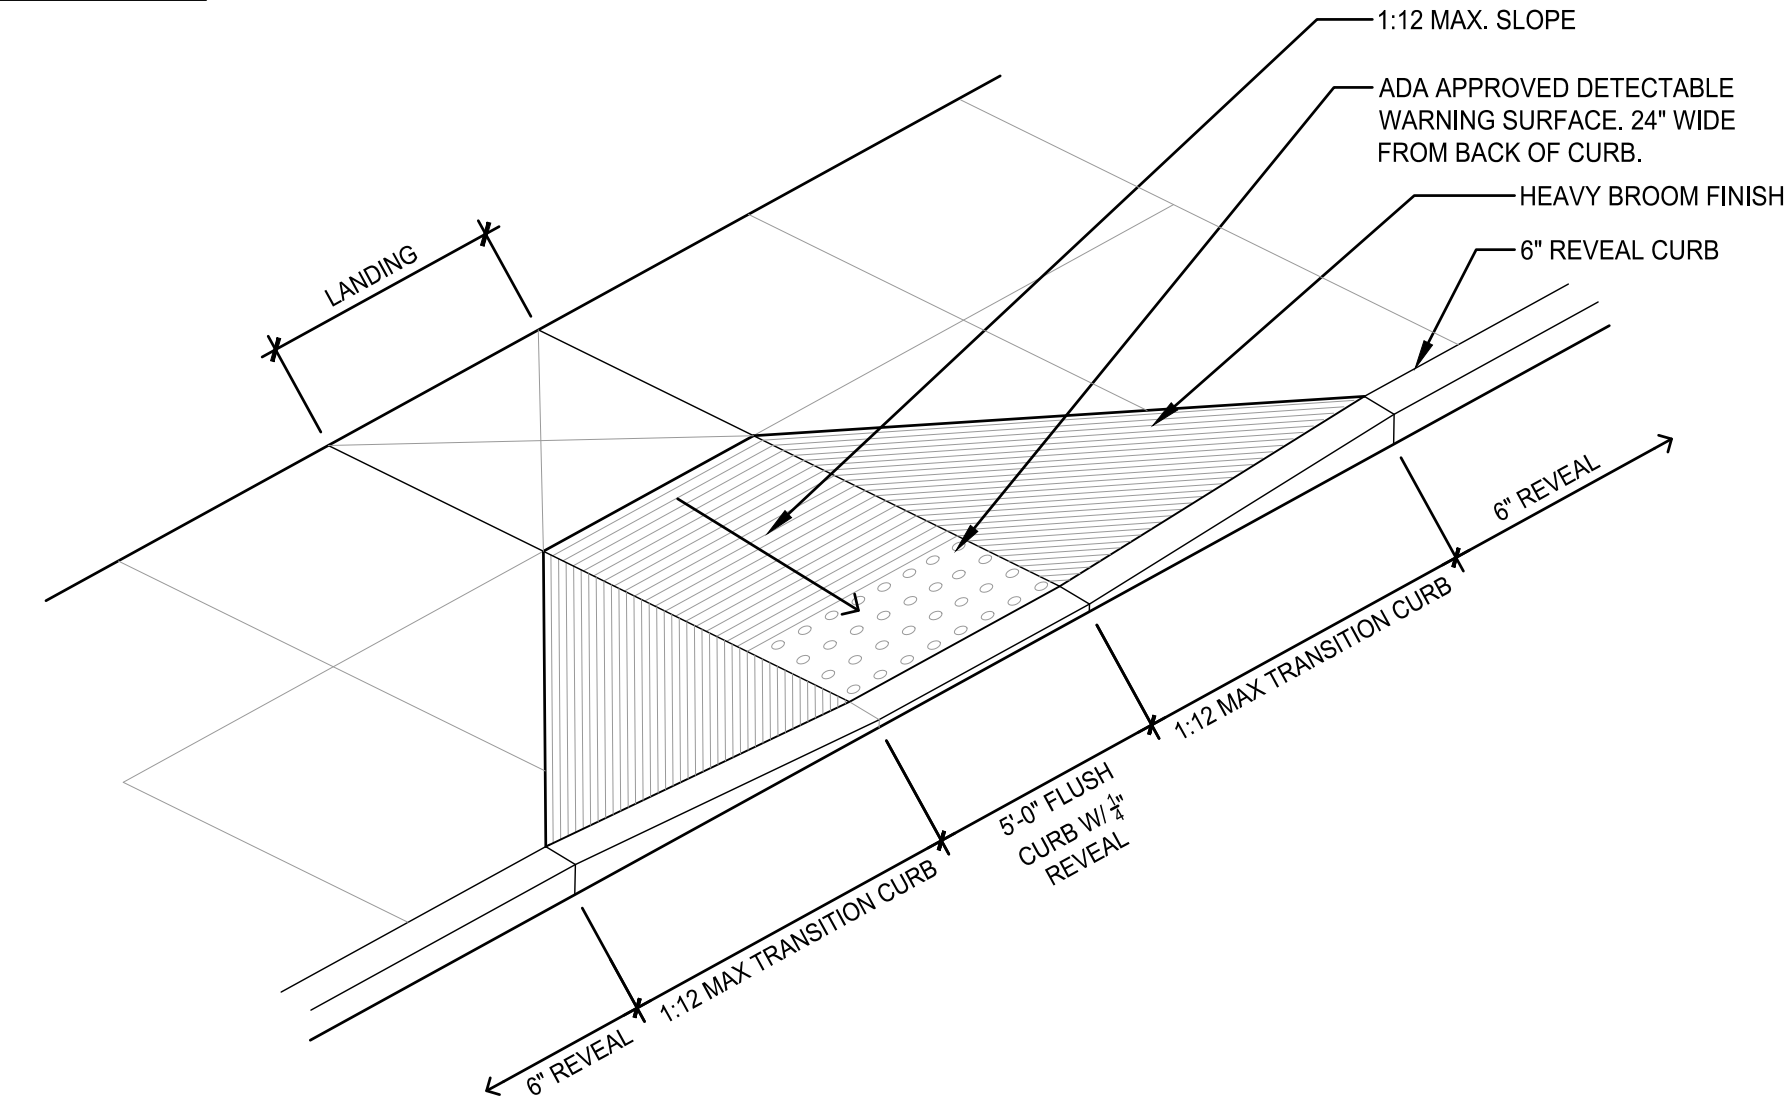 1:12 MAX. SLOPE
ADA APPROVED DETECTABLE
WARNING SURFACE. 24" WIDE
FROM BACK OF CURB.
HEAVY BROOM FINISH
6" REVEAL CURB
LANDING
6" REVEAL
1:12 MAX TRANSITION CURB
5'-0" FLUSH
CURB W/ 1/4"
REVEAL
1:12 MAX TRANSITION CURB
6" REVEAL